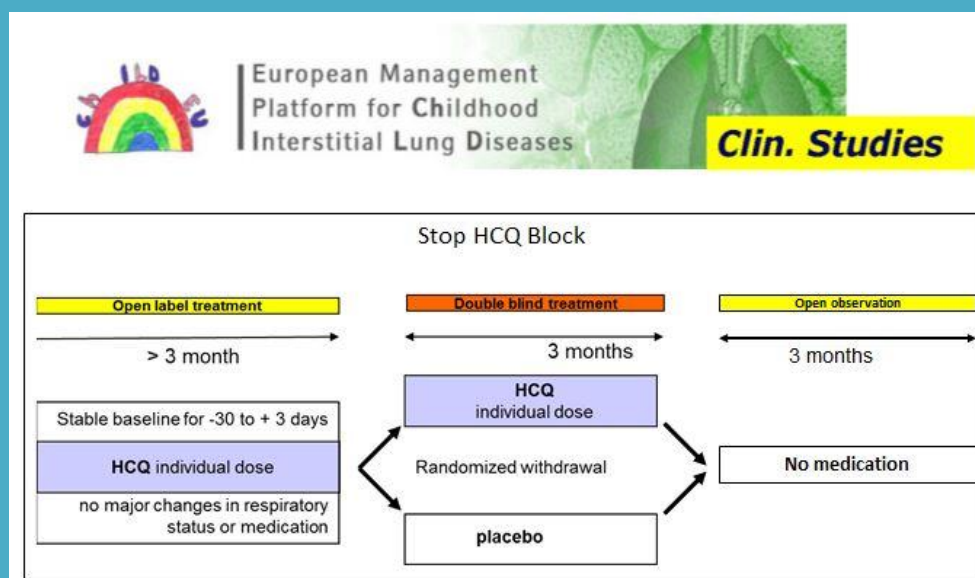 CHILD EU
European Management
Platform for Childhood
Interstitial Lung Diseases
Clin. Studies
Stop HCQ Block
Open label treatment
Double blind treatment
Open observation
> 3 month
3 months
3 months
Stable baseline for -30 to + 3 days
HCQ individual dose
no major changes in respiratory
status or medication
HCQ
individual dose
Randomized withdrawal
placebo
No medication